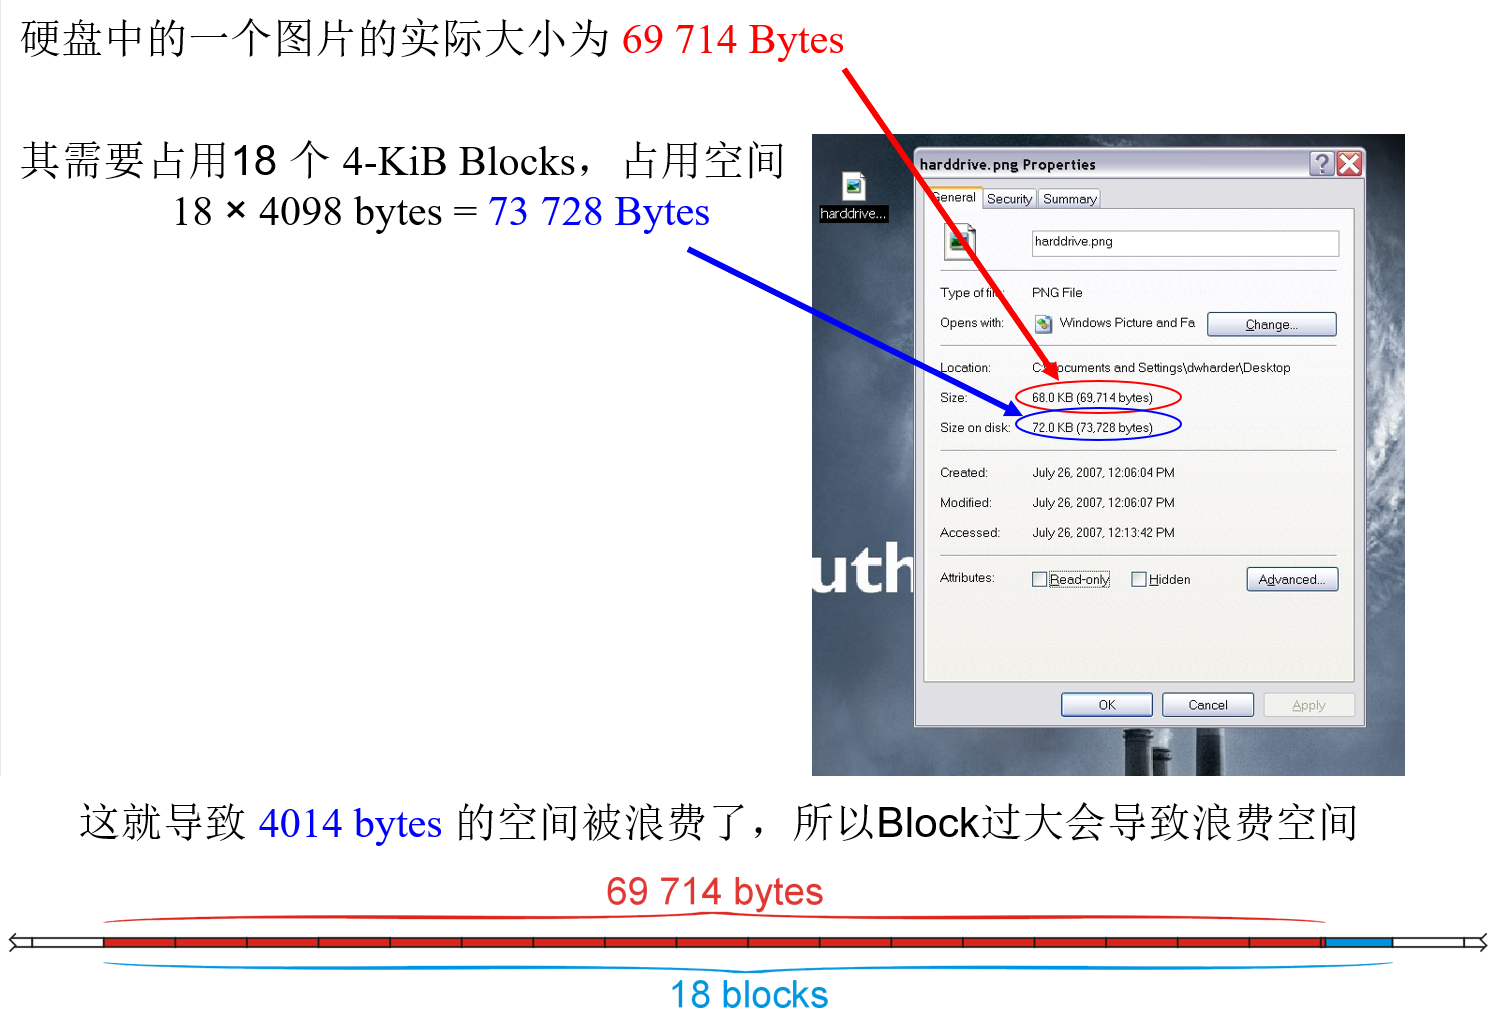 硬盘中的一个图片的实际大小为 69 714 Bytes
其需要占用18 个 4-KiB Blocks，占用空间
18 × 4098 bytes = 73 728 Bytes
harddrive...
harddrive.png Properties
General Security Summary
harddrive.png
Type of file: PNG File
Opens with: Windows Picture and Fa Change...
Location: C:\Documents and Settings\dwharder\Desktop
Size: 68.0 KB (69,714 bytes)
Size on disk: 72.0 KB (73,728 bytes)
Created: July 26, 2007, 12:06:04 PM
Modified: July 26, 2007, 12:06:07 PM
Accessed: July 26, 2007, 12:13:42 PM
uth
Attributes: Read-only Hidden Advanced...
OK Cancel Apply
这就导致 4014 bytes 的空间被浪费了，所以Block过大会导致浪费空间
69 714 bytes
18 blocks